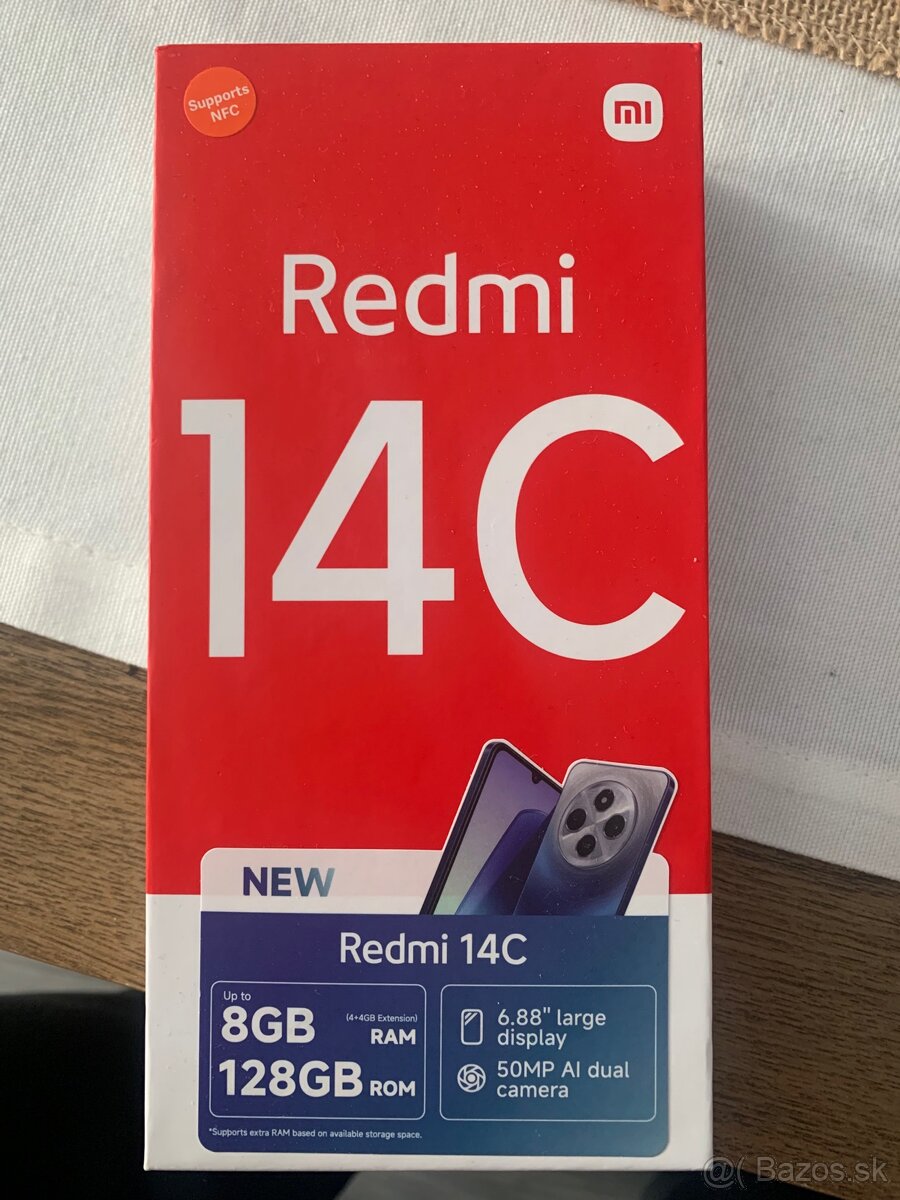 Supports
NFC
mi
Redmi
14C
NEW
Redmi 14C
Up to
8GB (4+4GB Extension) RAM
128GB ROM
6.88" large
display
50MP AI dual
camera
*Supports extra RAM based on available storage space.
@( Bazos.sk